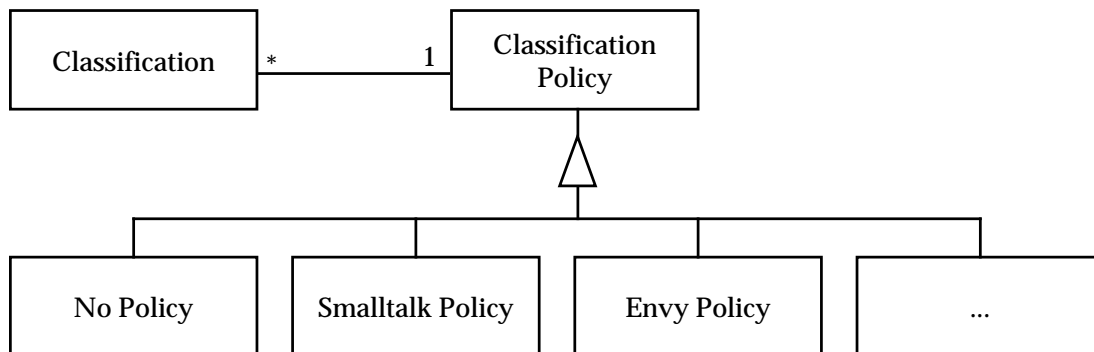 Classification
*
1
Classification
Policy
No Policy
Smalltalk Policy
Envy Policy
...